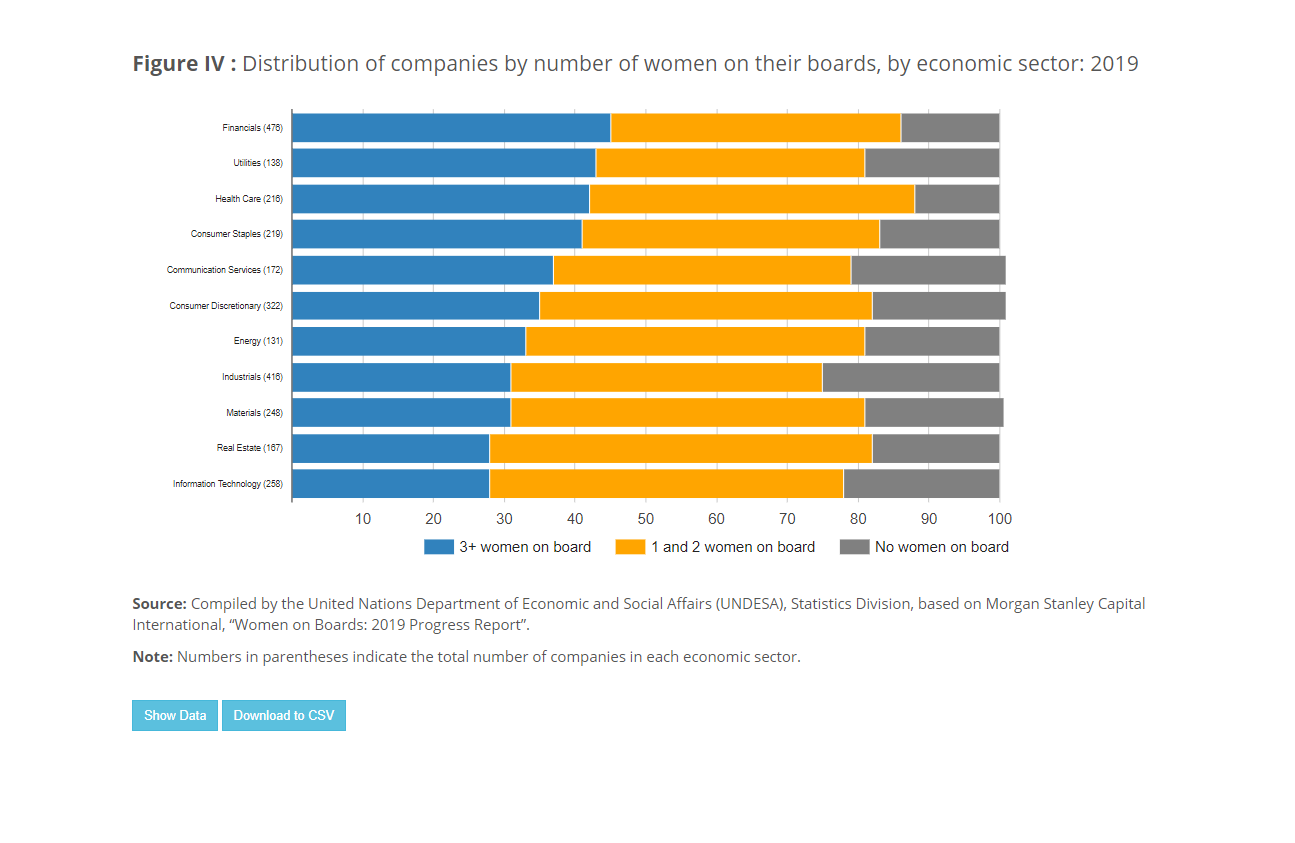 Figure IV : Distribution of companies by number of women on their boards, by economic sector: 2019
Financials (476)
Utilities (138)
Health Care (216)
Consumer Staples (219)
Communication Services (172)
Consumer Discretionary (322)
Energy (131)
Industrials (416)
Materials (248)
Real Estate (167)
Information Technology (258)
10 20 30 40 50 60 70 80 90 100
3+ women on board 1 and 2 women on board No women on board
Source: Compiled by the United Nations Department of Economic and Social Affairs (UNDESA), Statistics Division, based on Morgan Stanley Capital
International, “Women on Boards: 2019 Progress Report”.
Note: Numbers in parentheses indicate the total number of companies in each economic sector.
Show Data Download to CSV